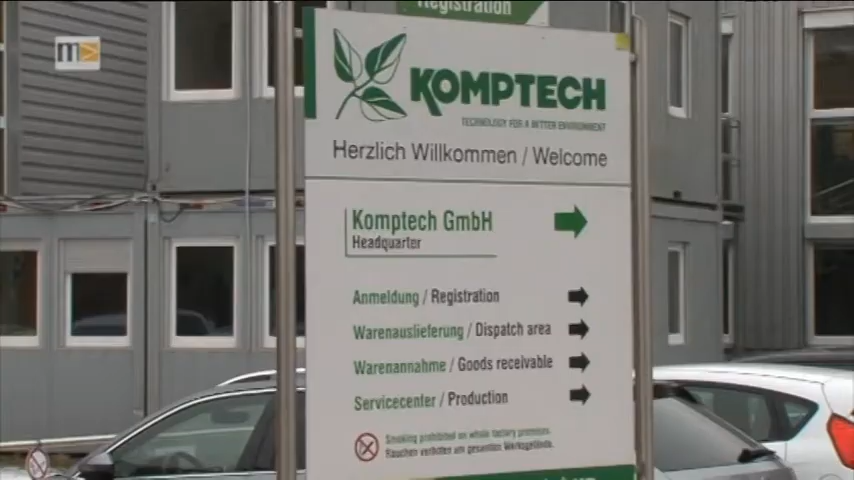 Registration
m
KOMPTECH
TECHNOLOGY FOR A BETTER ENVIRONMENT
Herzlich Willkommen / Welcome
Komptech GmbH
Headquarter
Anmeldung / Registration
Warenauslieferung / Dispatch area
Warenannahme / Goods receivable
Servicecenter / Production
Smoking prohibited on whole factory premises.
Rauchen verboten am gesamten Werksgelände.